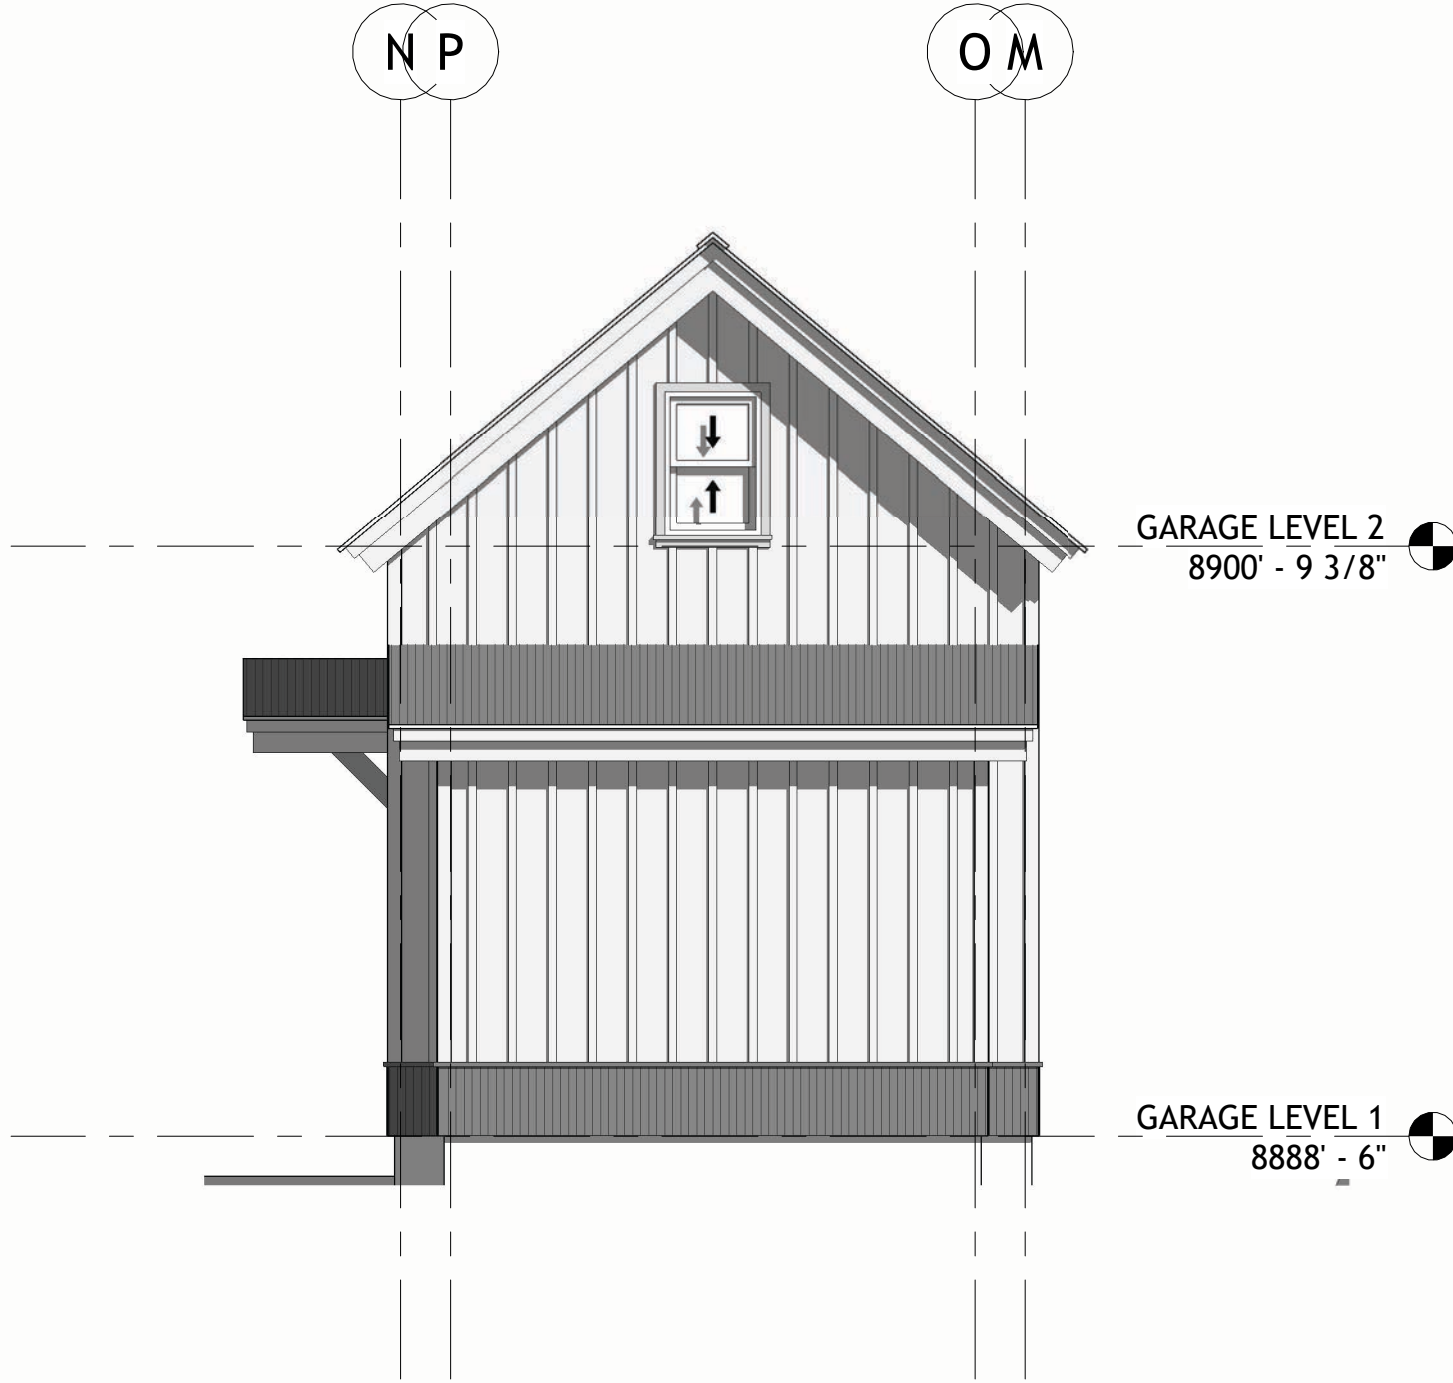 N P O M
GARAGE LEVEL 2
8900' - 9 3/8"
GARAGE LEVEL 1
8888' - 6"